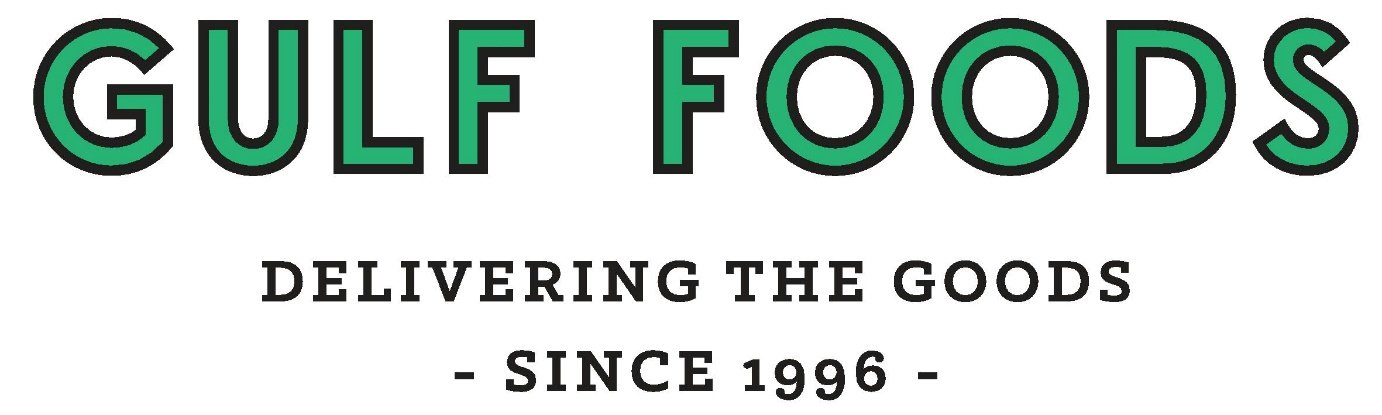 GULF FOODS
DELIVERING THE GOODS
- SINCE 1996 -